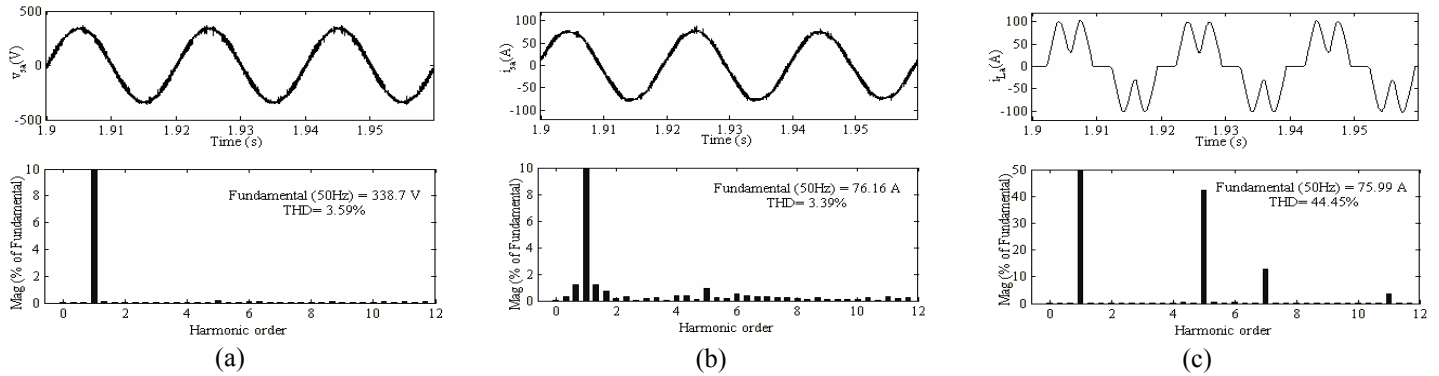 500
0
-500
v_sa(V)
1.9 1.91 1.92 1.93 1.94 1.95
Time (s)
10
8
6
4
2
0
Mag (% of Fundamental)
Fundamental (50Hz) = 338.7 V
THD= 3.59%
0 2 4 6 8 10 12
Harmonic order
(a)
100
50
0
-50
-100
i_sa(A)
1.9 1.91 1.92 1.93 1.94 1.95
Time (s)
10
8
6
4
2
0
Mag (% of Fundamental)
Fundamental (50Hz) = 76.16 A
THD= 3.39%
0 2 4 6 8 10 12
Harmonic order
(b)
100
50
0
-50
-100
i_La(A)
1.9 1.91 1.92 1.93 1.94 1.95
Time (s)
50
40
30
20
10
0
Mag (% of Fundamental)
Fundamental (50Hz) = 75.99 A
THD= 44.45%
0 2 4 6 8 10 12
Harmonic order
(c)